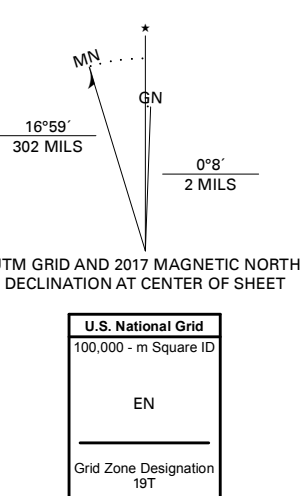 ★
MN
GN
16°59´
302 MILS
0°8´
2 MILS
UTM GRID AND 2017 MAGNETIC NORTH
DECLINATION AT CENTER OF SHEET
U.S. National Grid
100,000 - m Square ID
EN
Grid Zone Designation
19T